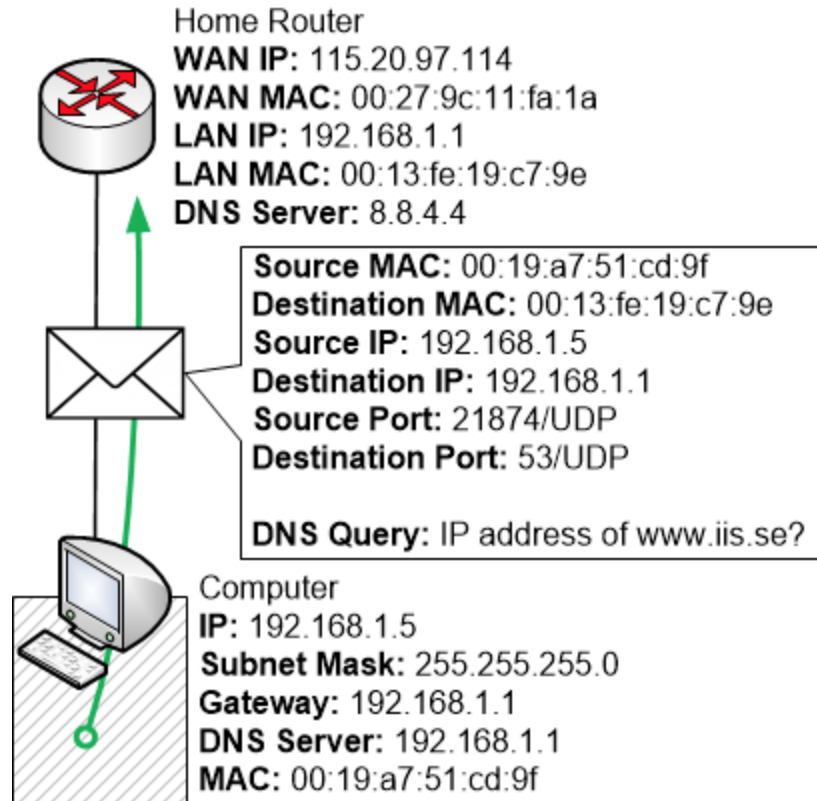 Home Router
WAN IP: 115.20.97.114
WAN MAC: 00:27:9c:11:fa:1a
LAN IP: 192.168.1.1
LAN MAC: 00:13:fe:19:c7:9e
DNS Server: 8.8.4.4
Source MAC: 00:19:a7:51:cd:9f
Destination MAC: 00:13:fe:19:c7:9e
Source IP: 192.168.1.5
Destination IP: 192.168.1.1
Source Port: 21874/UDP
Destination Port: 53/UDP
DNS Query: IP address of www.iis.se?
Computer
IP: 192.168.1.5
Subnet Mask: 255.255.255.0
Gateway: 192.168.1.1
DNS Server: 192.168.1.1
MAC: 00:19:a7:51:cd:9f